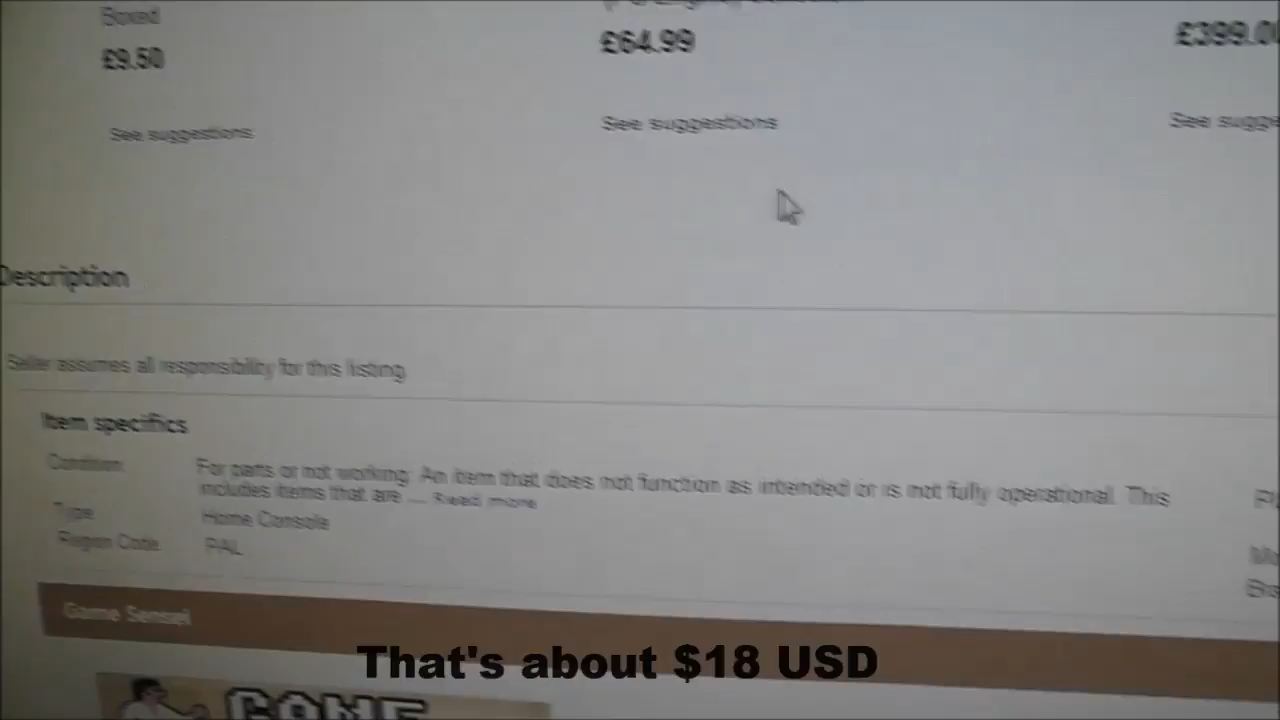 Boxed
£9.50
£64.99
£399.0
See suggestions
See suggestions
See sugge
Description
Seller assumes all responsibility for this listing
Item specifics
Condition
For parts or not working: An item that does not function as intended or is not fully operational. This
includes items that are ... Read more
Type
Home Console
Region Code
PAL
Game Sensei
That's about $18 USD
GAME